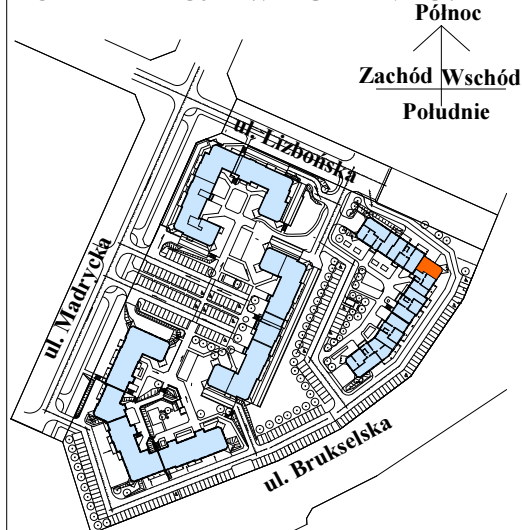 Północ
Zachód Wschód
Południe
ul. Lizbońska
ul. Madrycka
ul. Brukselska